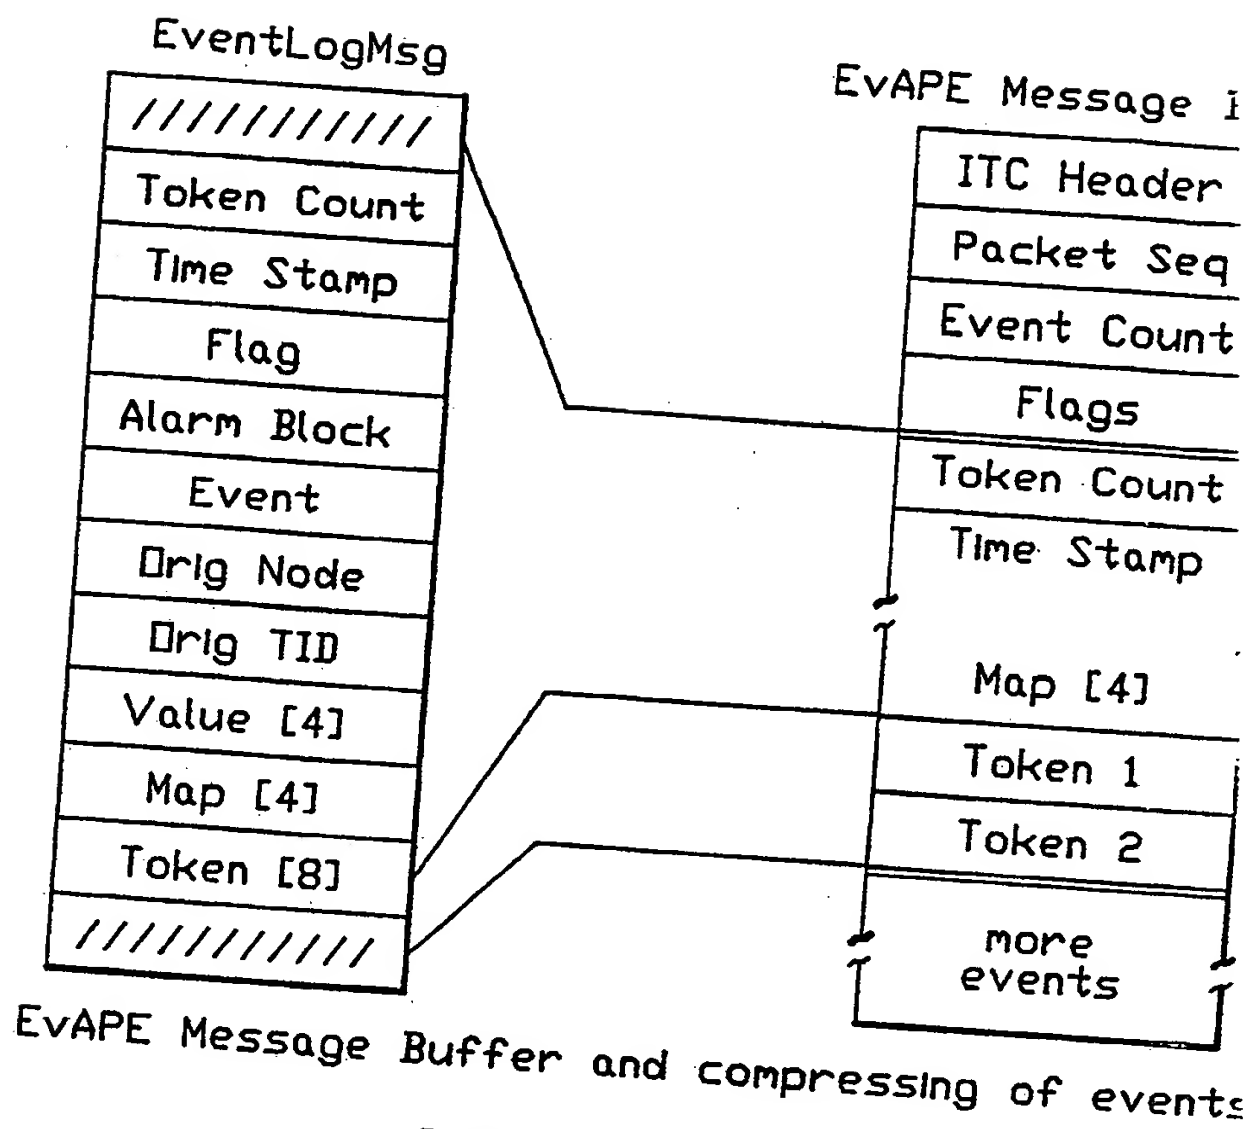 EventLogMsg
Token Count
Time Stamp
Flag
Alarm Block
Event
Orig Node
Orig TID
Value [4]
Map [4]
Token [8]
EvAPE Message
ITC Header
Packet Seq
Event Count
Flags
Token Count
Time Stamp
Map [4]
Token 1
Token 2
more
events
EvAPE Message Buffer and compressing of events